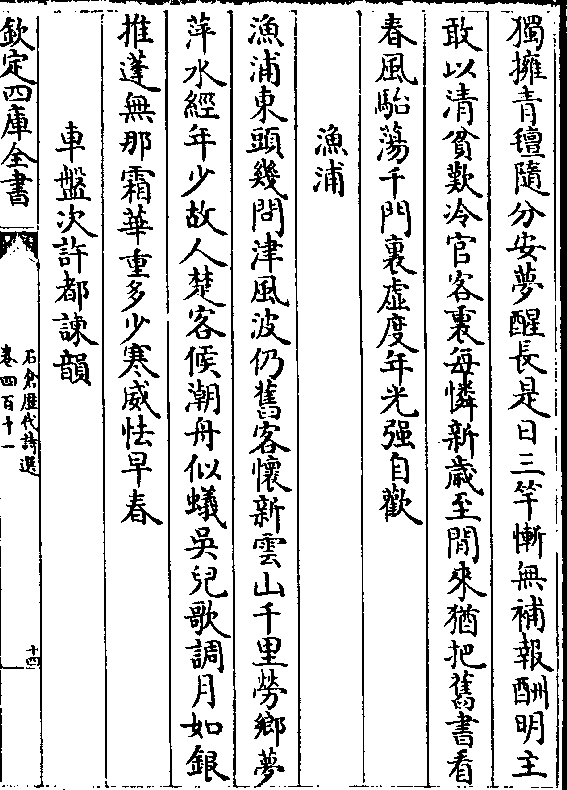 獨擁青氊隨分安夢醒長是日三竿慚無補報酬明主
敢以清貧歎冷官客裏每憐新歲至閒來猶把舊書看
春風駘蕩千門裏虛度年光强自歡
漁浦
漁浦東頭幾問津風波仍舊客懷新雲山千里勞鄉夢
萍水經年少故人楚客候潮舟似蟻吳兒歌調月如銀
推蓬無那霜華重多少寒威怯早春
車盤次許都諫韻
欽定四庫全書
石倉歷代詩選
卷四百十一
十四